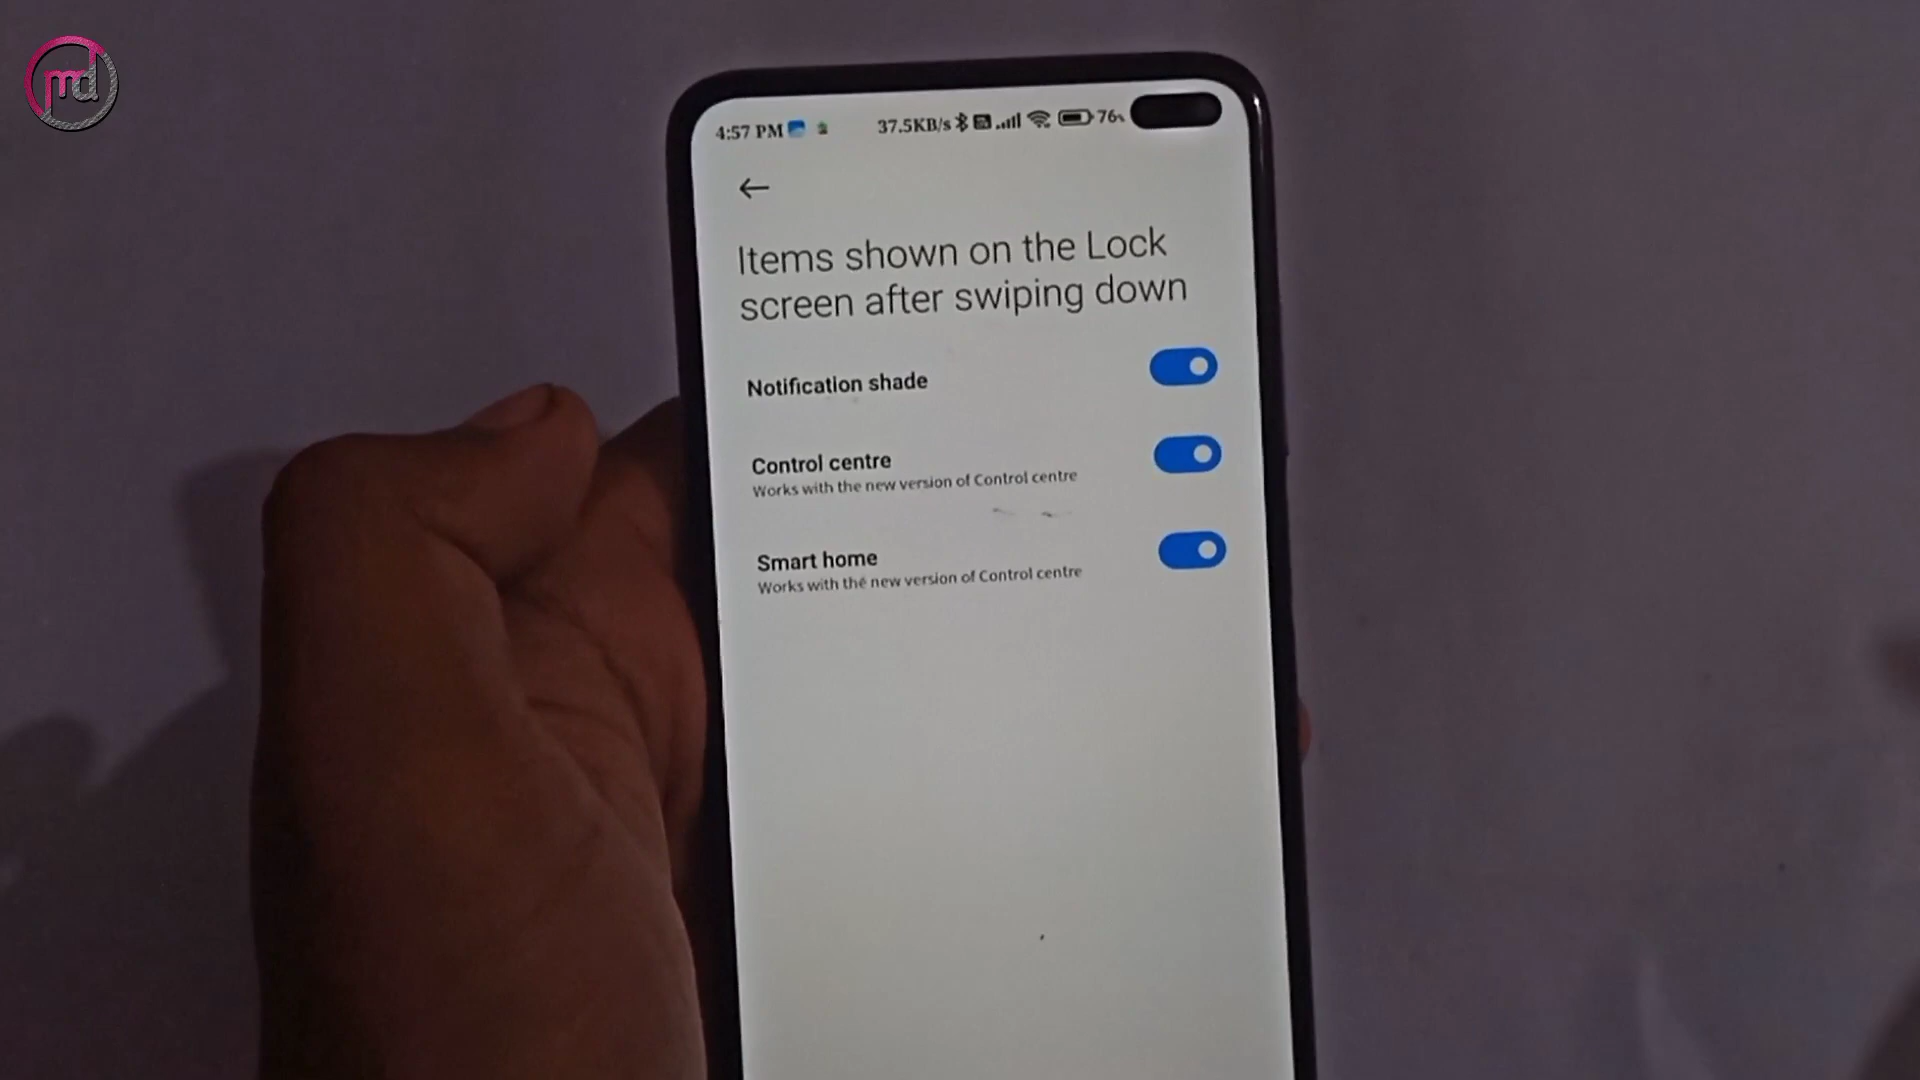 md
4:57 PM 37.5KB/s 76%
Items shown on the Lock
screen after swiping down
Notification shade
Control centre
Works with the new version of Control centre
Smart home
Works with the new version of Control centre